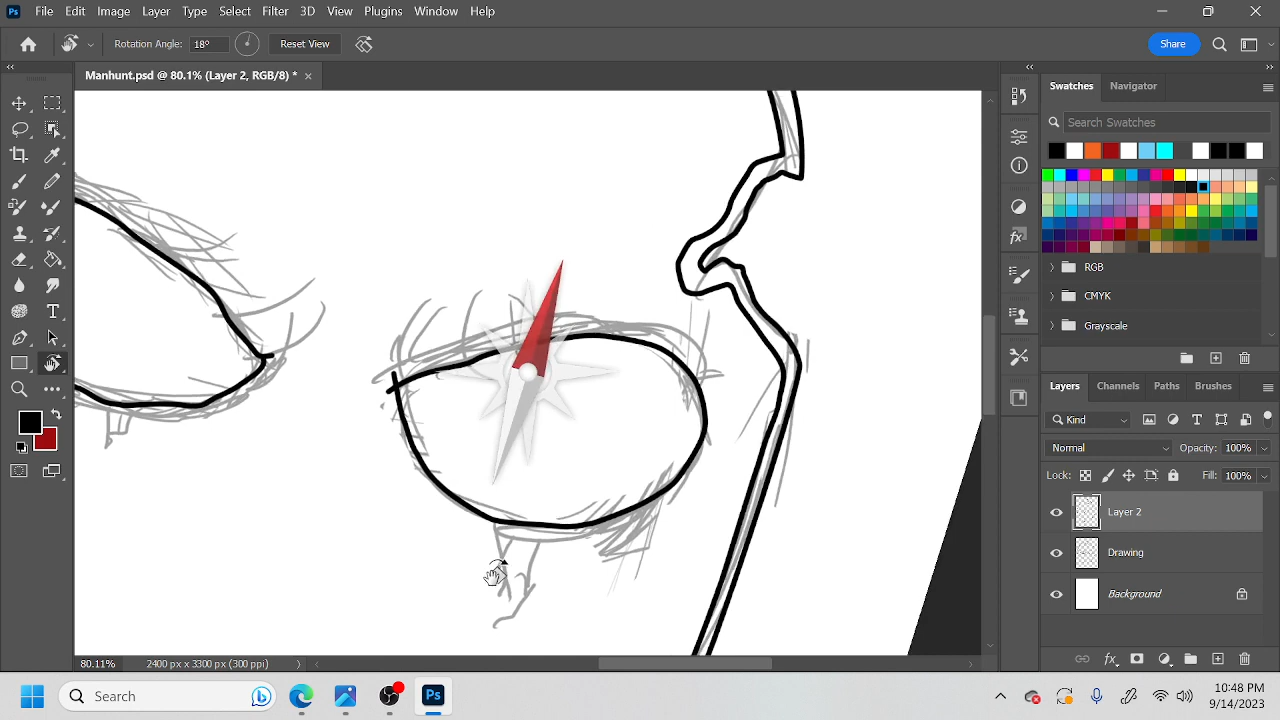 Ps File Edit Image Layer Type Select Filter 3D View Plugins Window Help
Rotation Angle: 18° Reset View Share
Manhunt.psd @ 80.1% (Layer 2, RGB/8) *
Swatches Navigator
Search Swatches
RGB
CMYK
Grayscale
Layers Channels Paths Brushes
Kind
Normal Opacity: 100%
Lock: Fill: 100%
Layer 2
Drawing
Background
80.11% 2400 px x 3300 px (300 ppi)
Search Ps 10:48 PM
9/14/2023